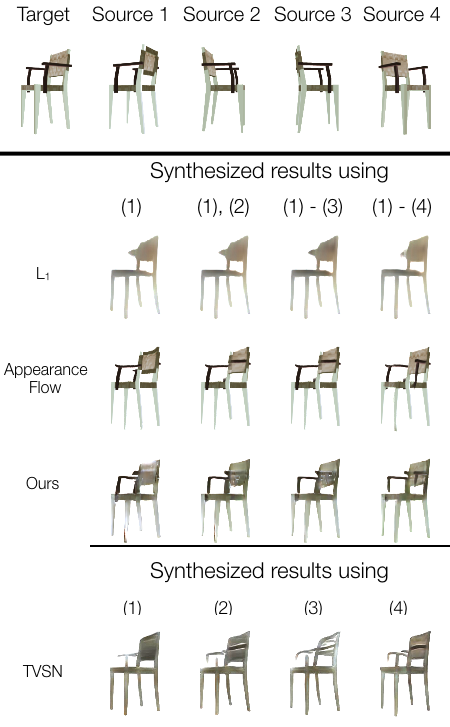 Target Source 1 Source 2 Source 3 Source 4
Synthesized results using
(1) (1), (2) (1) - (3) (1) - (4)
L₁
Appearance
Flow
Ours
Synthesized results using
(1) (2) (3) (4)
TVSN